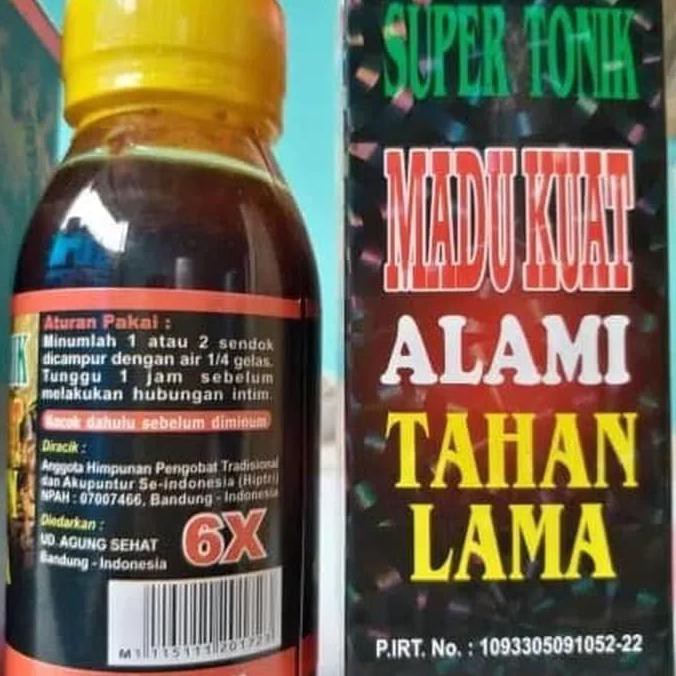 Aturan Pakai :
Minumlah 1 atau 2 sendok
dicampur dengan air 1/4 gelas.
Tunggu 1 jam sebelum
melakukan hubungan intim.
Kocok dahulu sebelum diminum
Diracik :
Anggota Himpunan Pengobat Tradisional
dan Akupuntur Se-indonesia (Hiptri)
NPAH : 07007466, Bandung - Indonesia
Diedarkan :
UD. AGUNG SEHAT
Bandung - Indonesia
6X
SUPER TONIK
MADU KUAT
ALAMI
TAHAN
LAMA
P.IRT. No. : 1093305091052-22